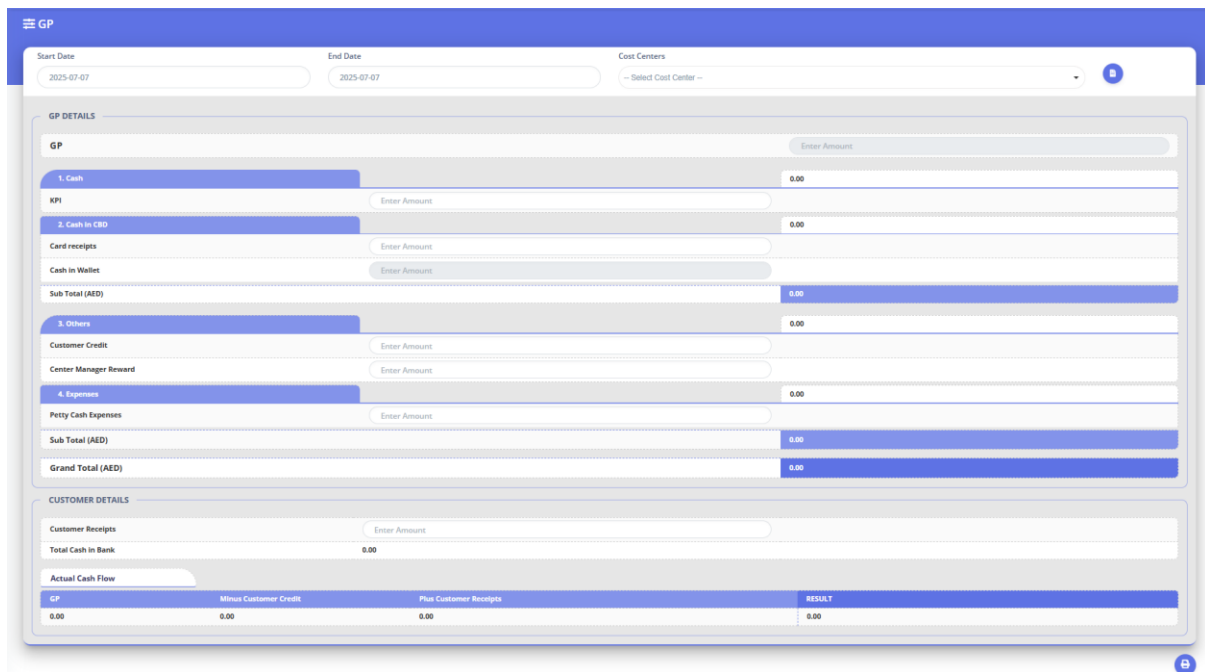 GP
Start Date End Date Cost Centers
2025-07-07 2025-07-07 -- Select Cost Center --
GP DETAILS
GP Enter Amount
1. Cash 0.00
KPI Enter Amount
2. Cash in CBD 0.00
Card receipts Enter Amount
Cash in Wallet Enter Amount
Sub Total (AED) 0.00
3. Others 0.00
Customer Credit Enter Amount
Center Manager Reward Enter Amount
4. Expenses 0.00
Petty Cash Expenses Enter Amount
Sub Total (AED) 0.00
Grand Total (AED) 0.00
CUSTOMER DETAILS
Customer Receipts Enter Amount
Total Cash in Bank 0.00
Actual Cash Flow
GP Minus Customer Credit Plus Customer Receipts RESULT
0.00 0.00 0.00 0.00